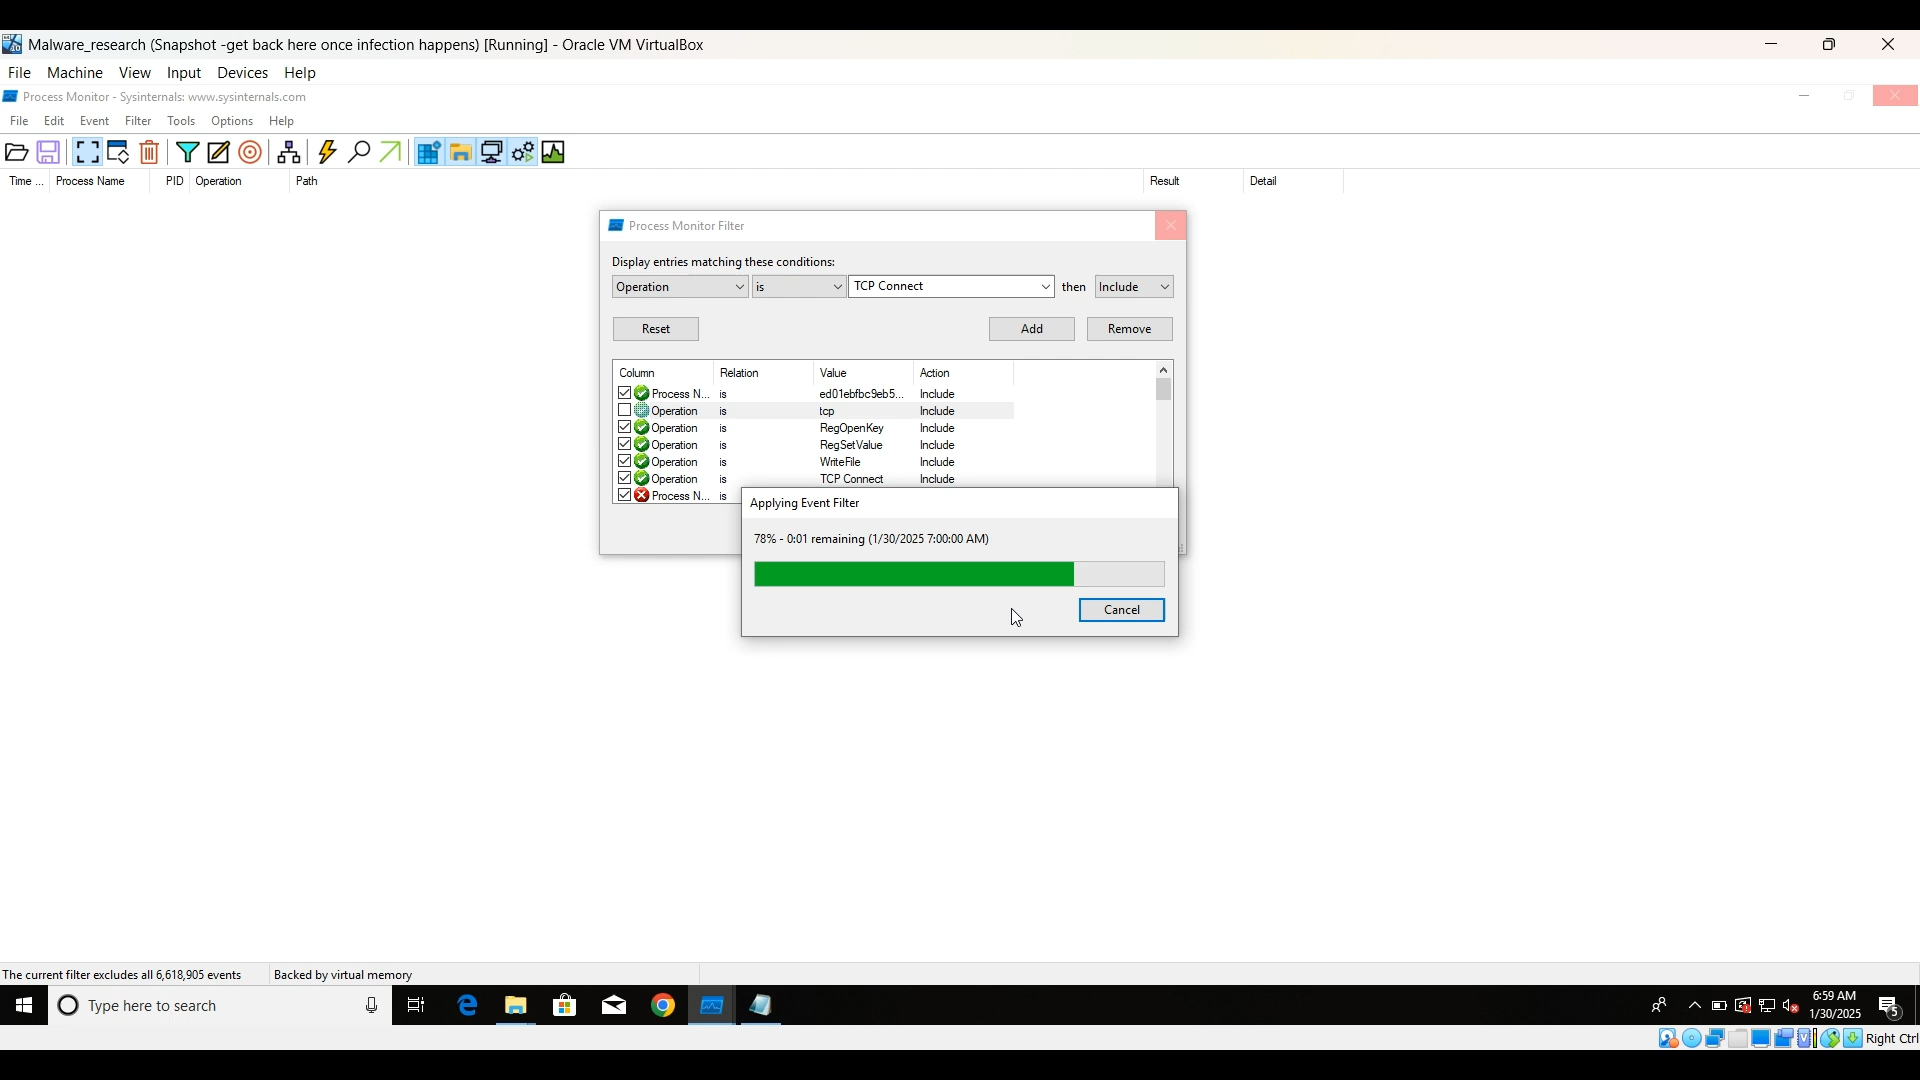 Malware_research (Snapshot -get back here once infection happens) [Running] - Oracle VM VirtualBox
File Machine View Input Devices Help
Process Monitor - Sysinternals: www.sysinternals.com
File Edit Event Filter Tools Options Help
Time ... Process Name PID Operation Path Result Detail
Process Monitor Filter
Display entries matching these conditions:
Operation is TCP Connect then Include
Reset Add Remove
Column Relation Value Action
Process N... is ed01ebfbc9eb5... Include
Operation is tcp Include
Operation is RegOpenKey Include
Operation is RegSetValue Include
Operation is WriteFile Include
Operation is TCP Connect Include
Process N... is
Applying Event Filter
78% - 0:01 remaining (1/30/2025 7:00:00 AM)
Cancel
The current filter excludes all 6,618,905 events Backed by virtual memory
Type here to search
6:59 AM
1/30/2025
5
Right Ctrl